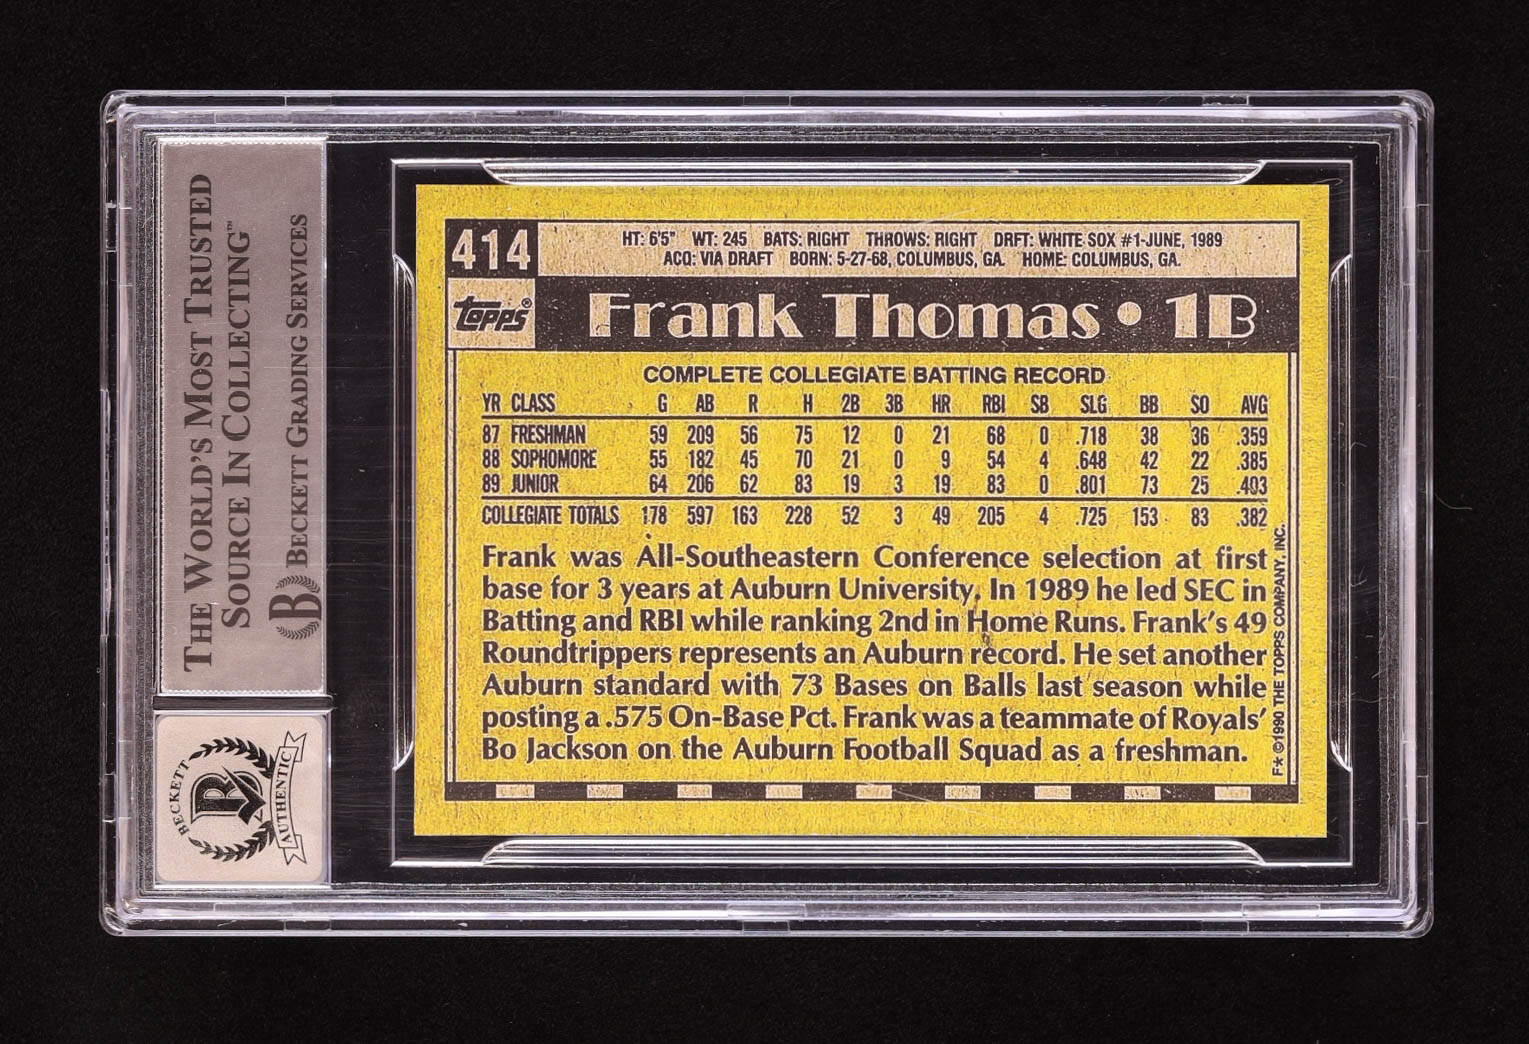 THE WORLD'S MOST TRUSTED
SOURCE IN COLLECTING™
B BECKETT GRADING SERVICES
BECKETT
B
AUTHENTIC
414
HT: 6'5" WT: 245 BATS: RIGHT THROWS: RIGHT DRFT: WHITE SOX #1-JUNE, 1989
ACQ: VIA DRAFT BORN: 5-27-68, COLUMBUS, GA. HOME: COLUMBUS, GA.
topps®
Frank Thomas • 1B
COMPLETE COLLEGIATE BATTING RECORD
YR CLASS G AB R H 2B 3B HR RBI SB SLG BB SO AVG
87 FRESHMAN 59 209 56 75 12 0 21 68 0 .718 38 36 .359
88 SOPHOMORE 55 182 45 70 21 0 9 54 4 .648 42 22 .385
89 JUNIOR 64 206 62 83 19 3 19 83 0 .801 73 25 .403
COLLEGIATE TOTALS 178 597 163 228 52 3 49 205 4 .725 153 83 .382
Frank was All-Southeastern Conference selection at first
base for 3 years at Auburn University. In 1989 he led SEC in
Batting and RBI while ranking 2nd in Home Runs. Frank's 49
Roundtrippers represents an Auburn record. He set another
Auburn standard with 73 Bases on Balls last season while
posting a .575 On-Base Pct. Frank was a teammate of Royals'
Bo Jackson on the Auburn Football Squad as a freshman.
F* ©1990 THE TOPPS COMPANY, INC.